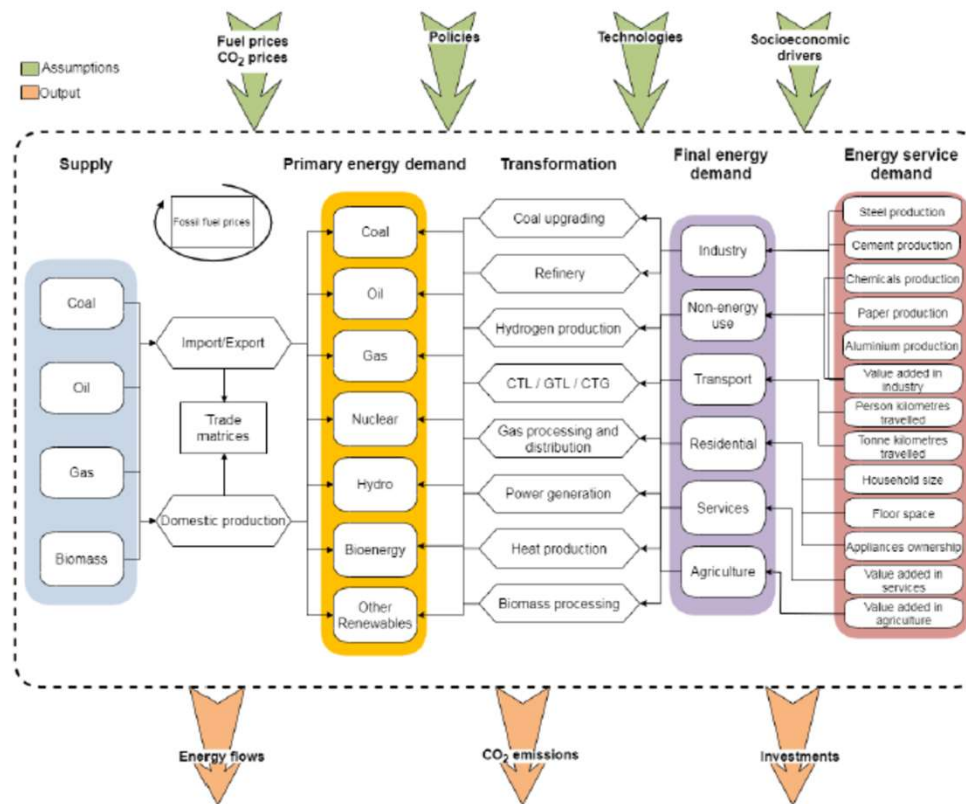 Fuel prices
CO₂ prices
Policies
Technologies
Socioeconomic
drivers
Assumptions
Output
Supply
Primary energy demand
Transformation
Final energy
demand
Energy service
demand
Fossil fuel prices
Coal
Oil
Gas
Biomass
Import/Export
Trade
matrices
Domestic production
Coal
Oil
Gas
Nuclear
Hydro
Bioenergy
Other
Renewables
Coal upgrading
Refinery
Hydrogen production
CTL / GTL / CTG
Gas processing and
distribution
Power generation
Heat production
Biomass processing
Industry
Non-energy
use
Transport
Residential
Services
Agriculture
Steel production
Cement production
Chemicals production
Paper production
Aluminium production
Value added in
industry
Person kilometres
travelled
Tonne kilometres
travelled
Household size
Floor space
Appliances ownership
Value added in
services
Value added in
agriculture
Energy flows
CO₂ emissions
Investments